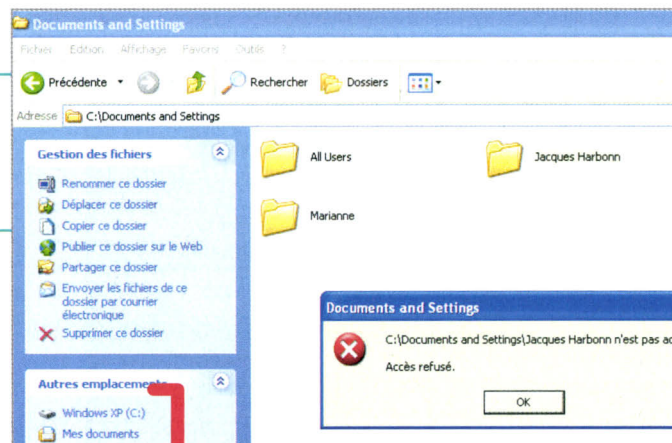 Documents and Settings
Fichier Edition Affichage Favoris Outils ?
Précédente Rechercher Dossiers
Adresse C:\Documents and Settings
Gestion des fichiers
Renommer ce dossier
Déplacer ce dossier
Copier ce dossier
Publier ce dossier sur le Web
Partager ce dossier
Envoyer les fichiers de ce
dossier par courrier
électronique
Supprimer ce dossier
Autres emplacements
Windows XP (C:)
Mes documents
All Users
Jacques Harbonn
Marianne
Documents and Settings
C:\Documents and Settings\Jacques Harbonn n'est pas ac
Accès refusé.
OK